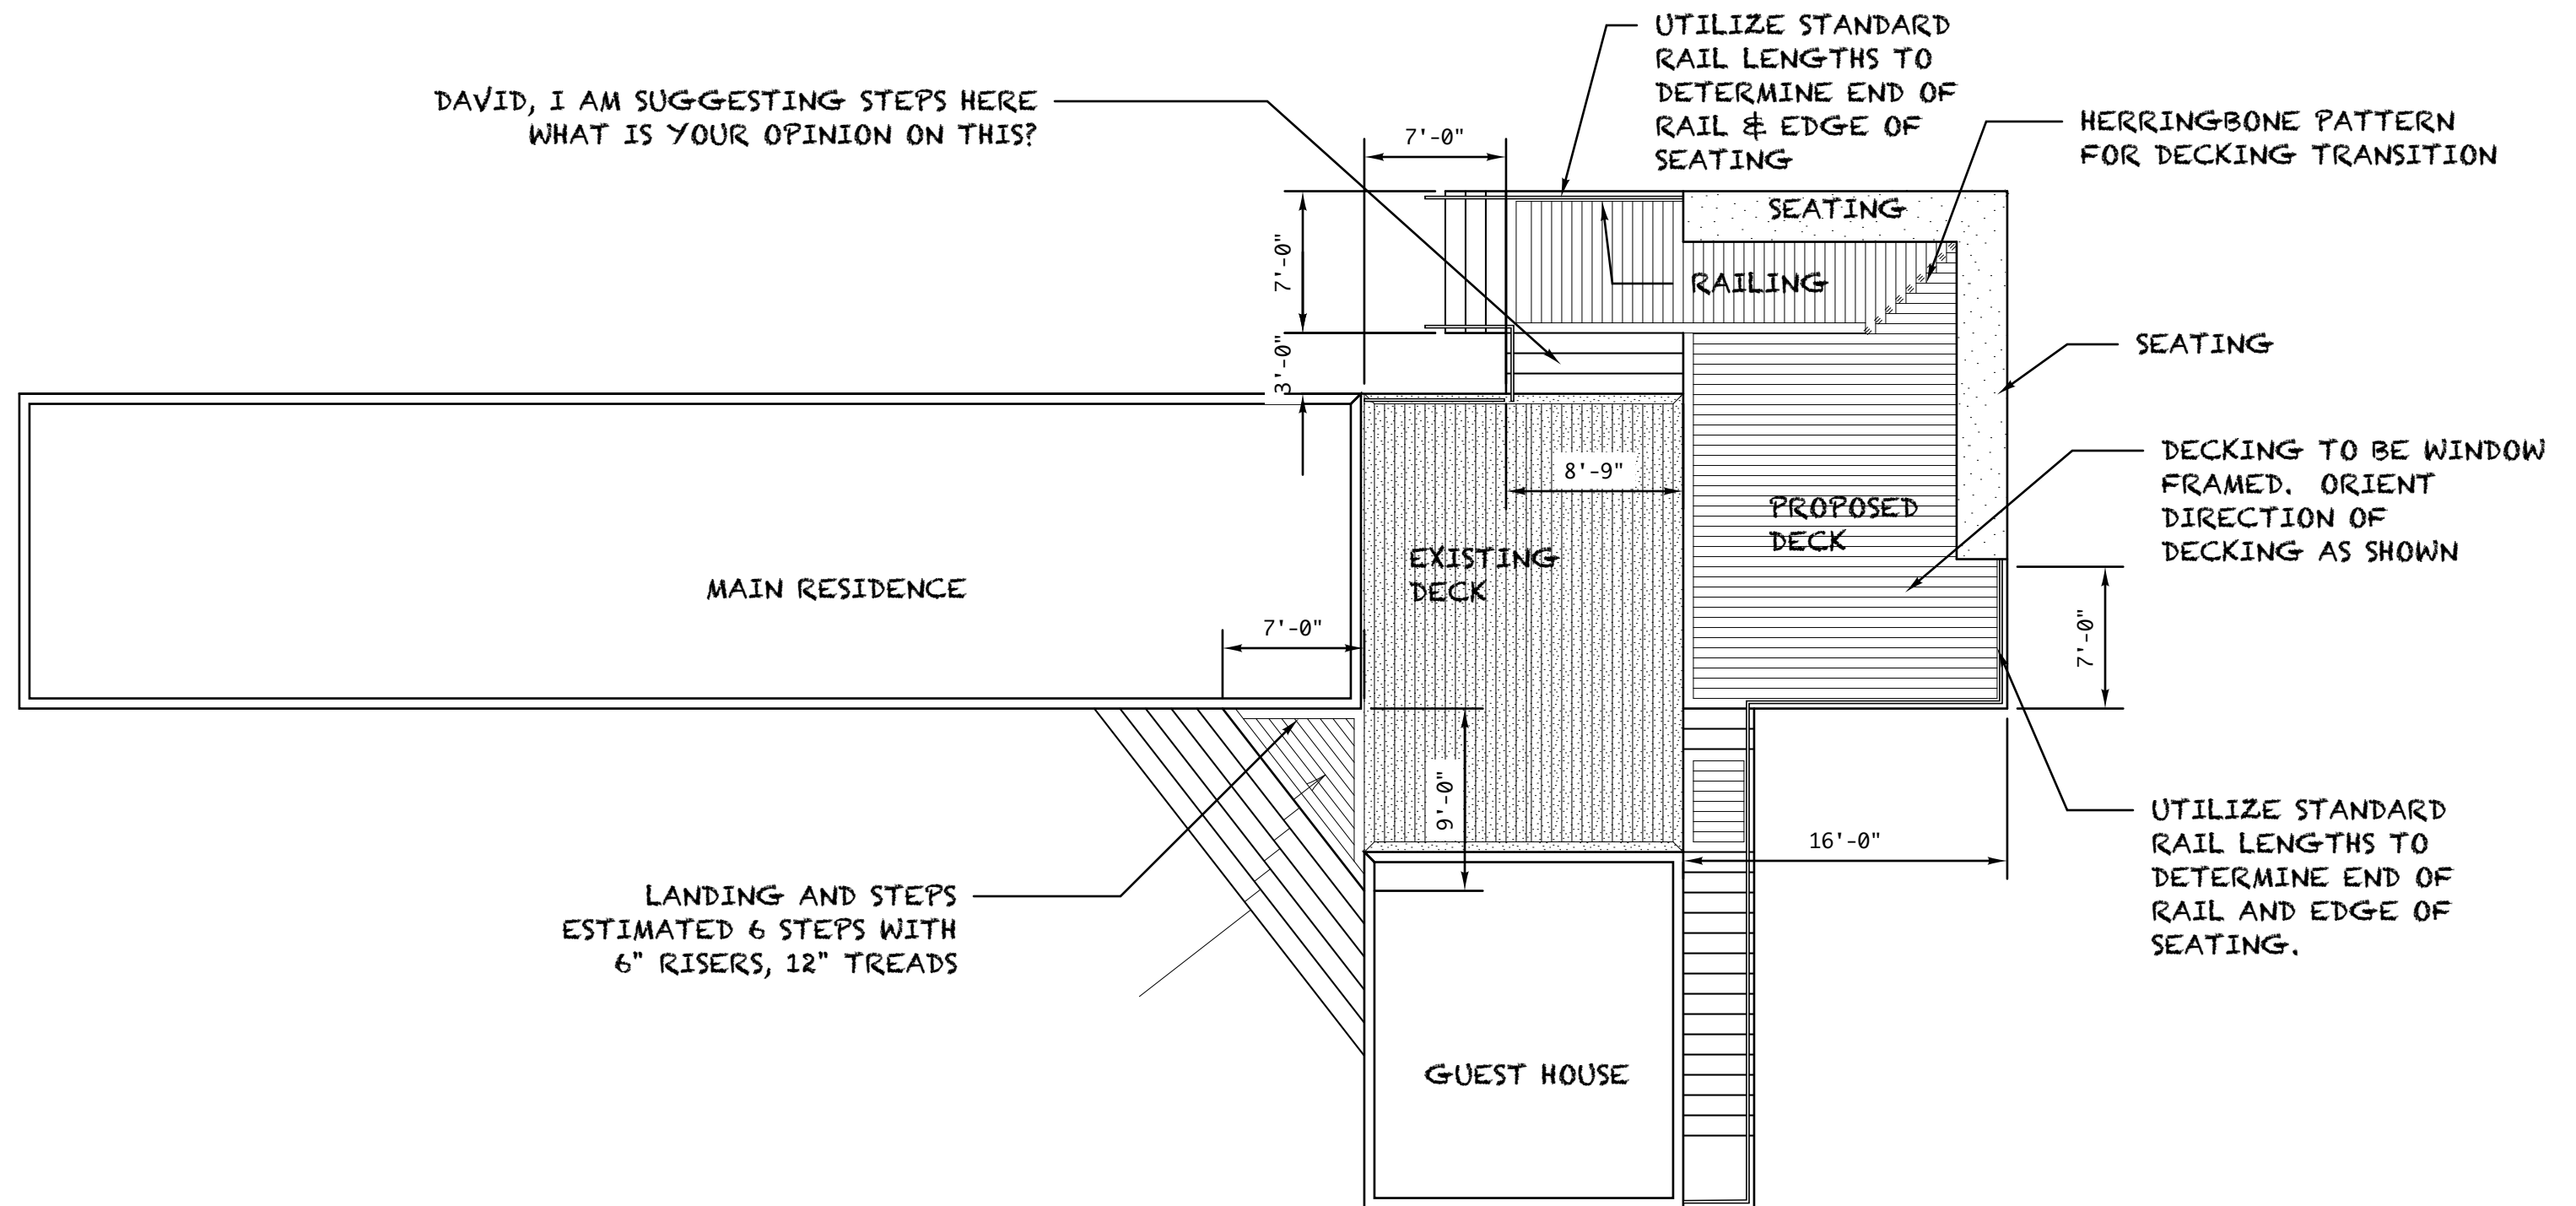 UTILIZE STANDARD
RAIL LENGTHS TO
DETERMINE END OF
RAIL & EDGE OF
SEATING
DAVID, I AM SUGGESTING STEPS HERE
WHAT IS YOUR OPINION ON THIS?
HERRINGBONE PATTERN
FOR DECKING TRANSITION
7'-0"
SEATING
7'-0"
RAILING
3'-0"
SEATING
DECKING TO BE WINDOW
FRAMED. ORIENT
DIRECTION OF
DECKING AS SHOWN
8'-9"
PROPOSED
DECK
EXISTING
DECK
MAIN RESIDENCE
7'-0"
7'-0"
9'-0"
16'-0"
UTILIZE STANDARD
RAIL LENGTHS TO
DETERMINE END OF
RAIL AND EDGE OF
SEATING.
LANDING AND STEPS
ESTIMATED 6 STEPS WITH
6" RISERS, 12" TREADS
GUEST HOUSE